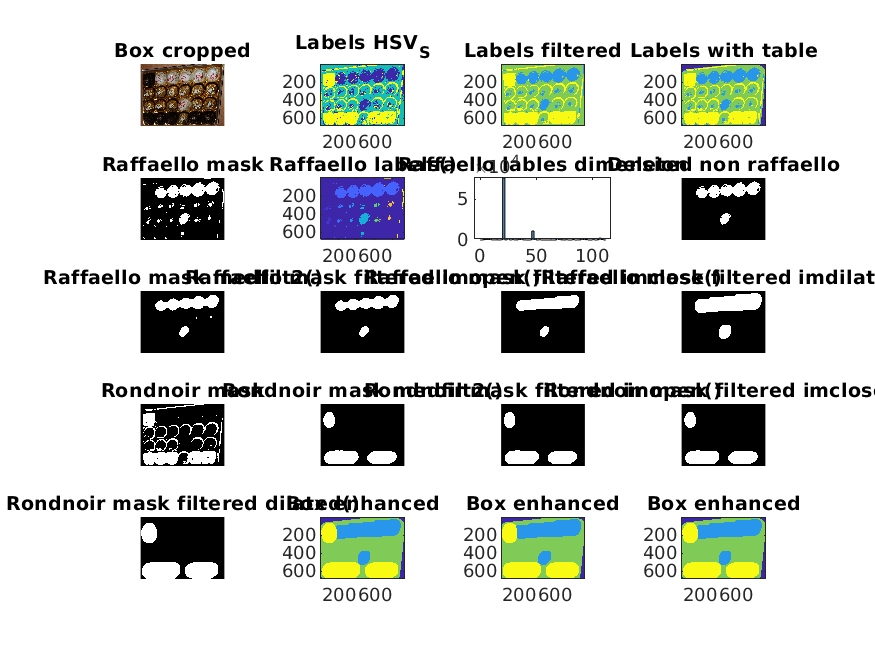 Box cropped
Labels HSV_S
Labels filtered
Labels with table
200
400
600
200600
200
400
600
200600
200
400
600
200600
Raffaello mask
Raffaello labels()
Raffaello lables dimension
Deleted non raffaello
200
400
600
200600
5
0
0 50 100
Raffaello mask medfilt2()
Raffaello mask filtered imopen()
Raffaello mask filtered imclose()
Raffaello mask filtered imdilat
Rondnoir mask
Rondnoir mask medfilt2()
Rondnoir mask filtered imopen()
Rondnoir mask filtered imclose
Rondnoir mask filtered dilated()
Box enhanced
Box enhanced
Box enhanced
200
400
600
200600
200
400
600
200600
200
400
600
200600